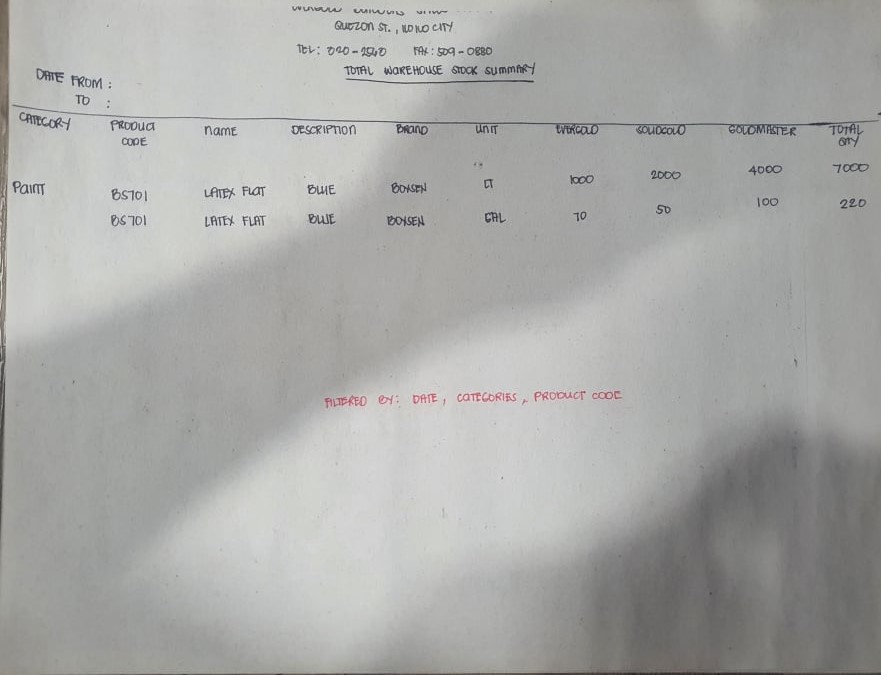 QUEZON ST., ILOILO CITY
TEL: 320-2540 FAX: 509-0880
TOTAL WAREHOUSE STOCK SUMMARY
DATE FROM :
TO :
CATEGORY PRODUCT CODE NAME DESCRIPTION BRAND UNIT EVERGOLD SOLIDGOLD GOLDMASTER TOTAL QTY
PAINT BS701 LATEX FLAT BLUE BOYSEN LT 1000 2000 4000 7000
BS701 LATEX FLAT BLUE BOYSEN GAL 70 50 100 220
FILTERED BY: DATE, CATEGORIES, PRODUCT CODE